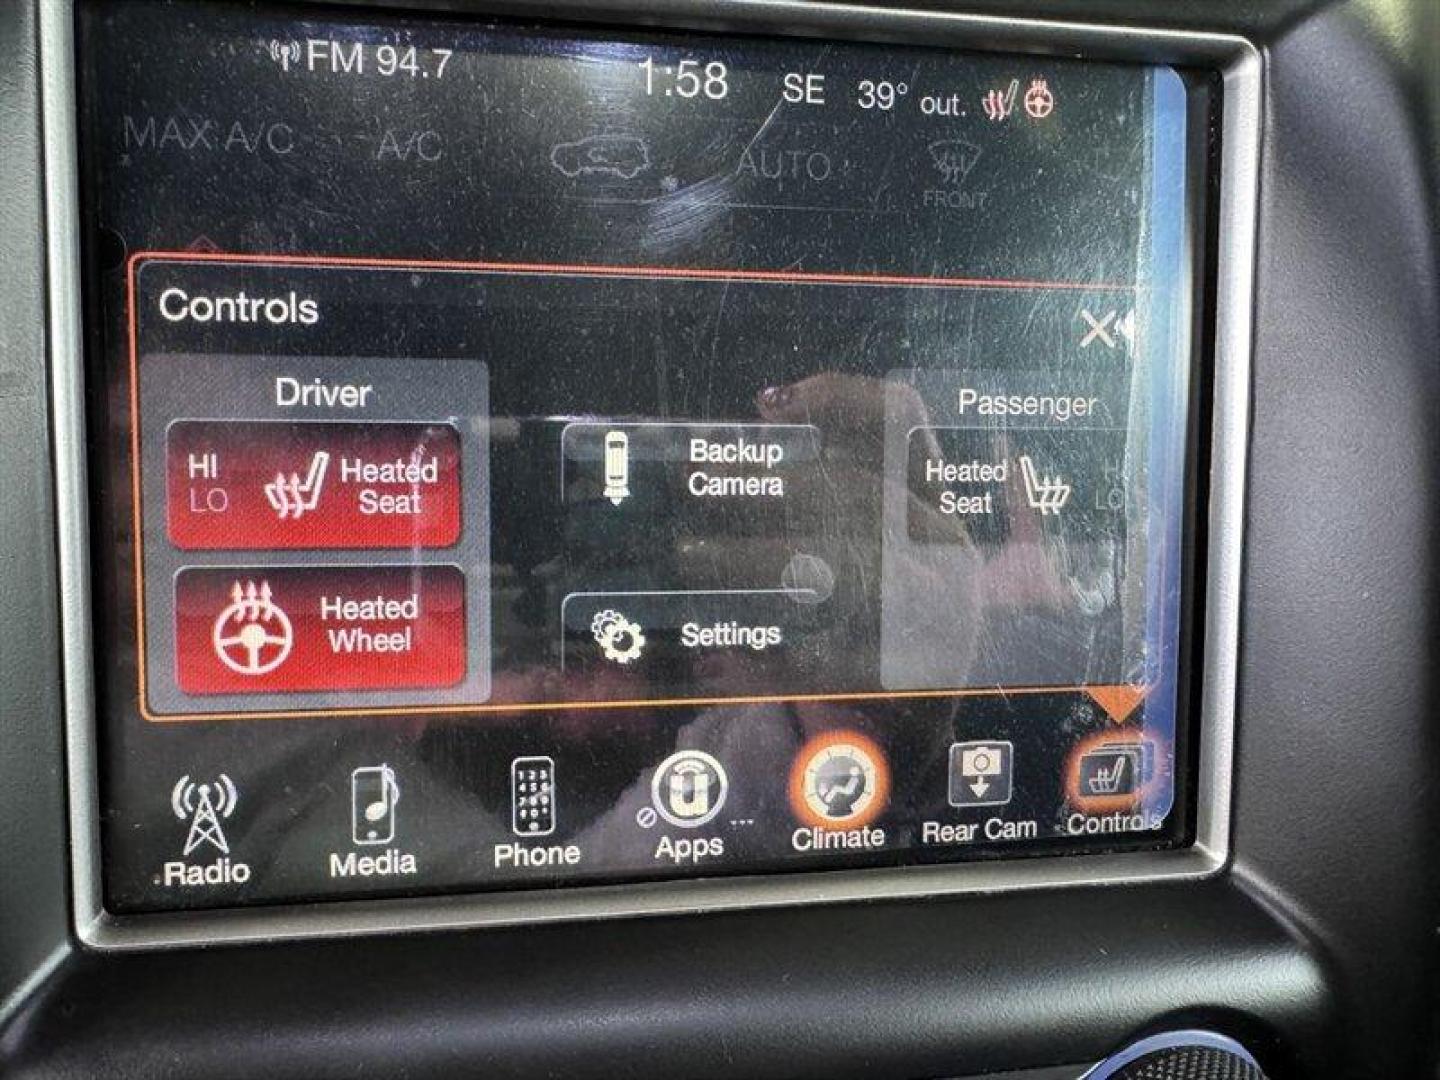 FM 94.7 1:58 SE 39° out.
MAX A/C A/C AUTO FRONT
Controls X
Driver
HI
LO
Heated
Seat
Heated
Wheel
Backup
Camera
Settings
Passenger
Heated
Seat
LO
Radio Media Phone Apps Climate Rear Cam Controls